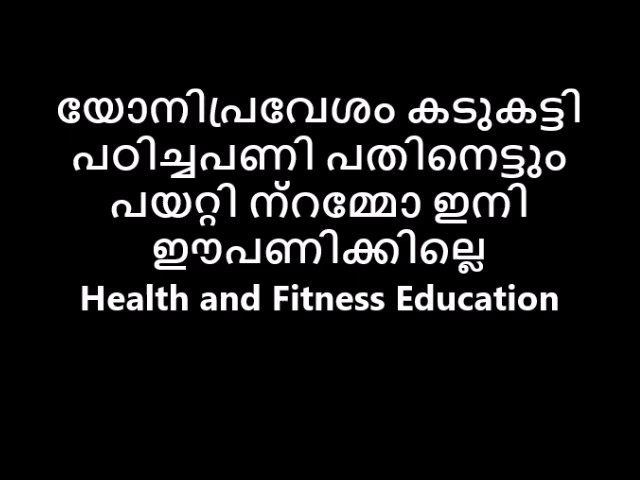 യോനിപ്രവേശം കടുകട്ടി
പഠിച്ചപണി പതിനെട്ടും
പയറ്റി ന്റമ്മോ ഇനി
ഈപണിക്കില്ലെ
Health and Fitness Education